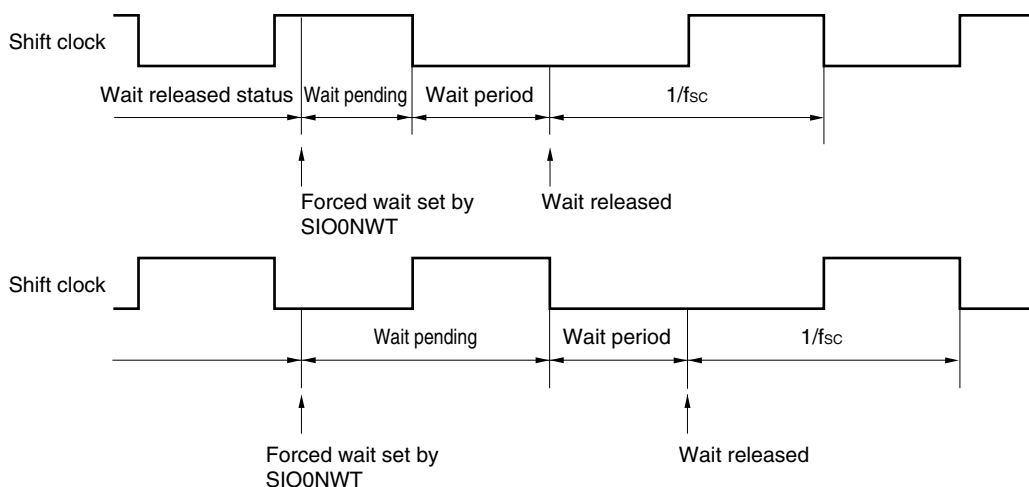 Shift clock
Wait released status
Wait pending
Wait period
1/fsc
Forced wait set by
SIO0NWT
Wait released
Shift clock
Wait pending
Wait period
1/fsc
Forced wait set by
SIO0NWT
Wait released